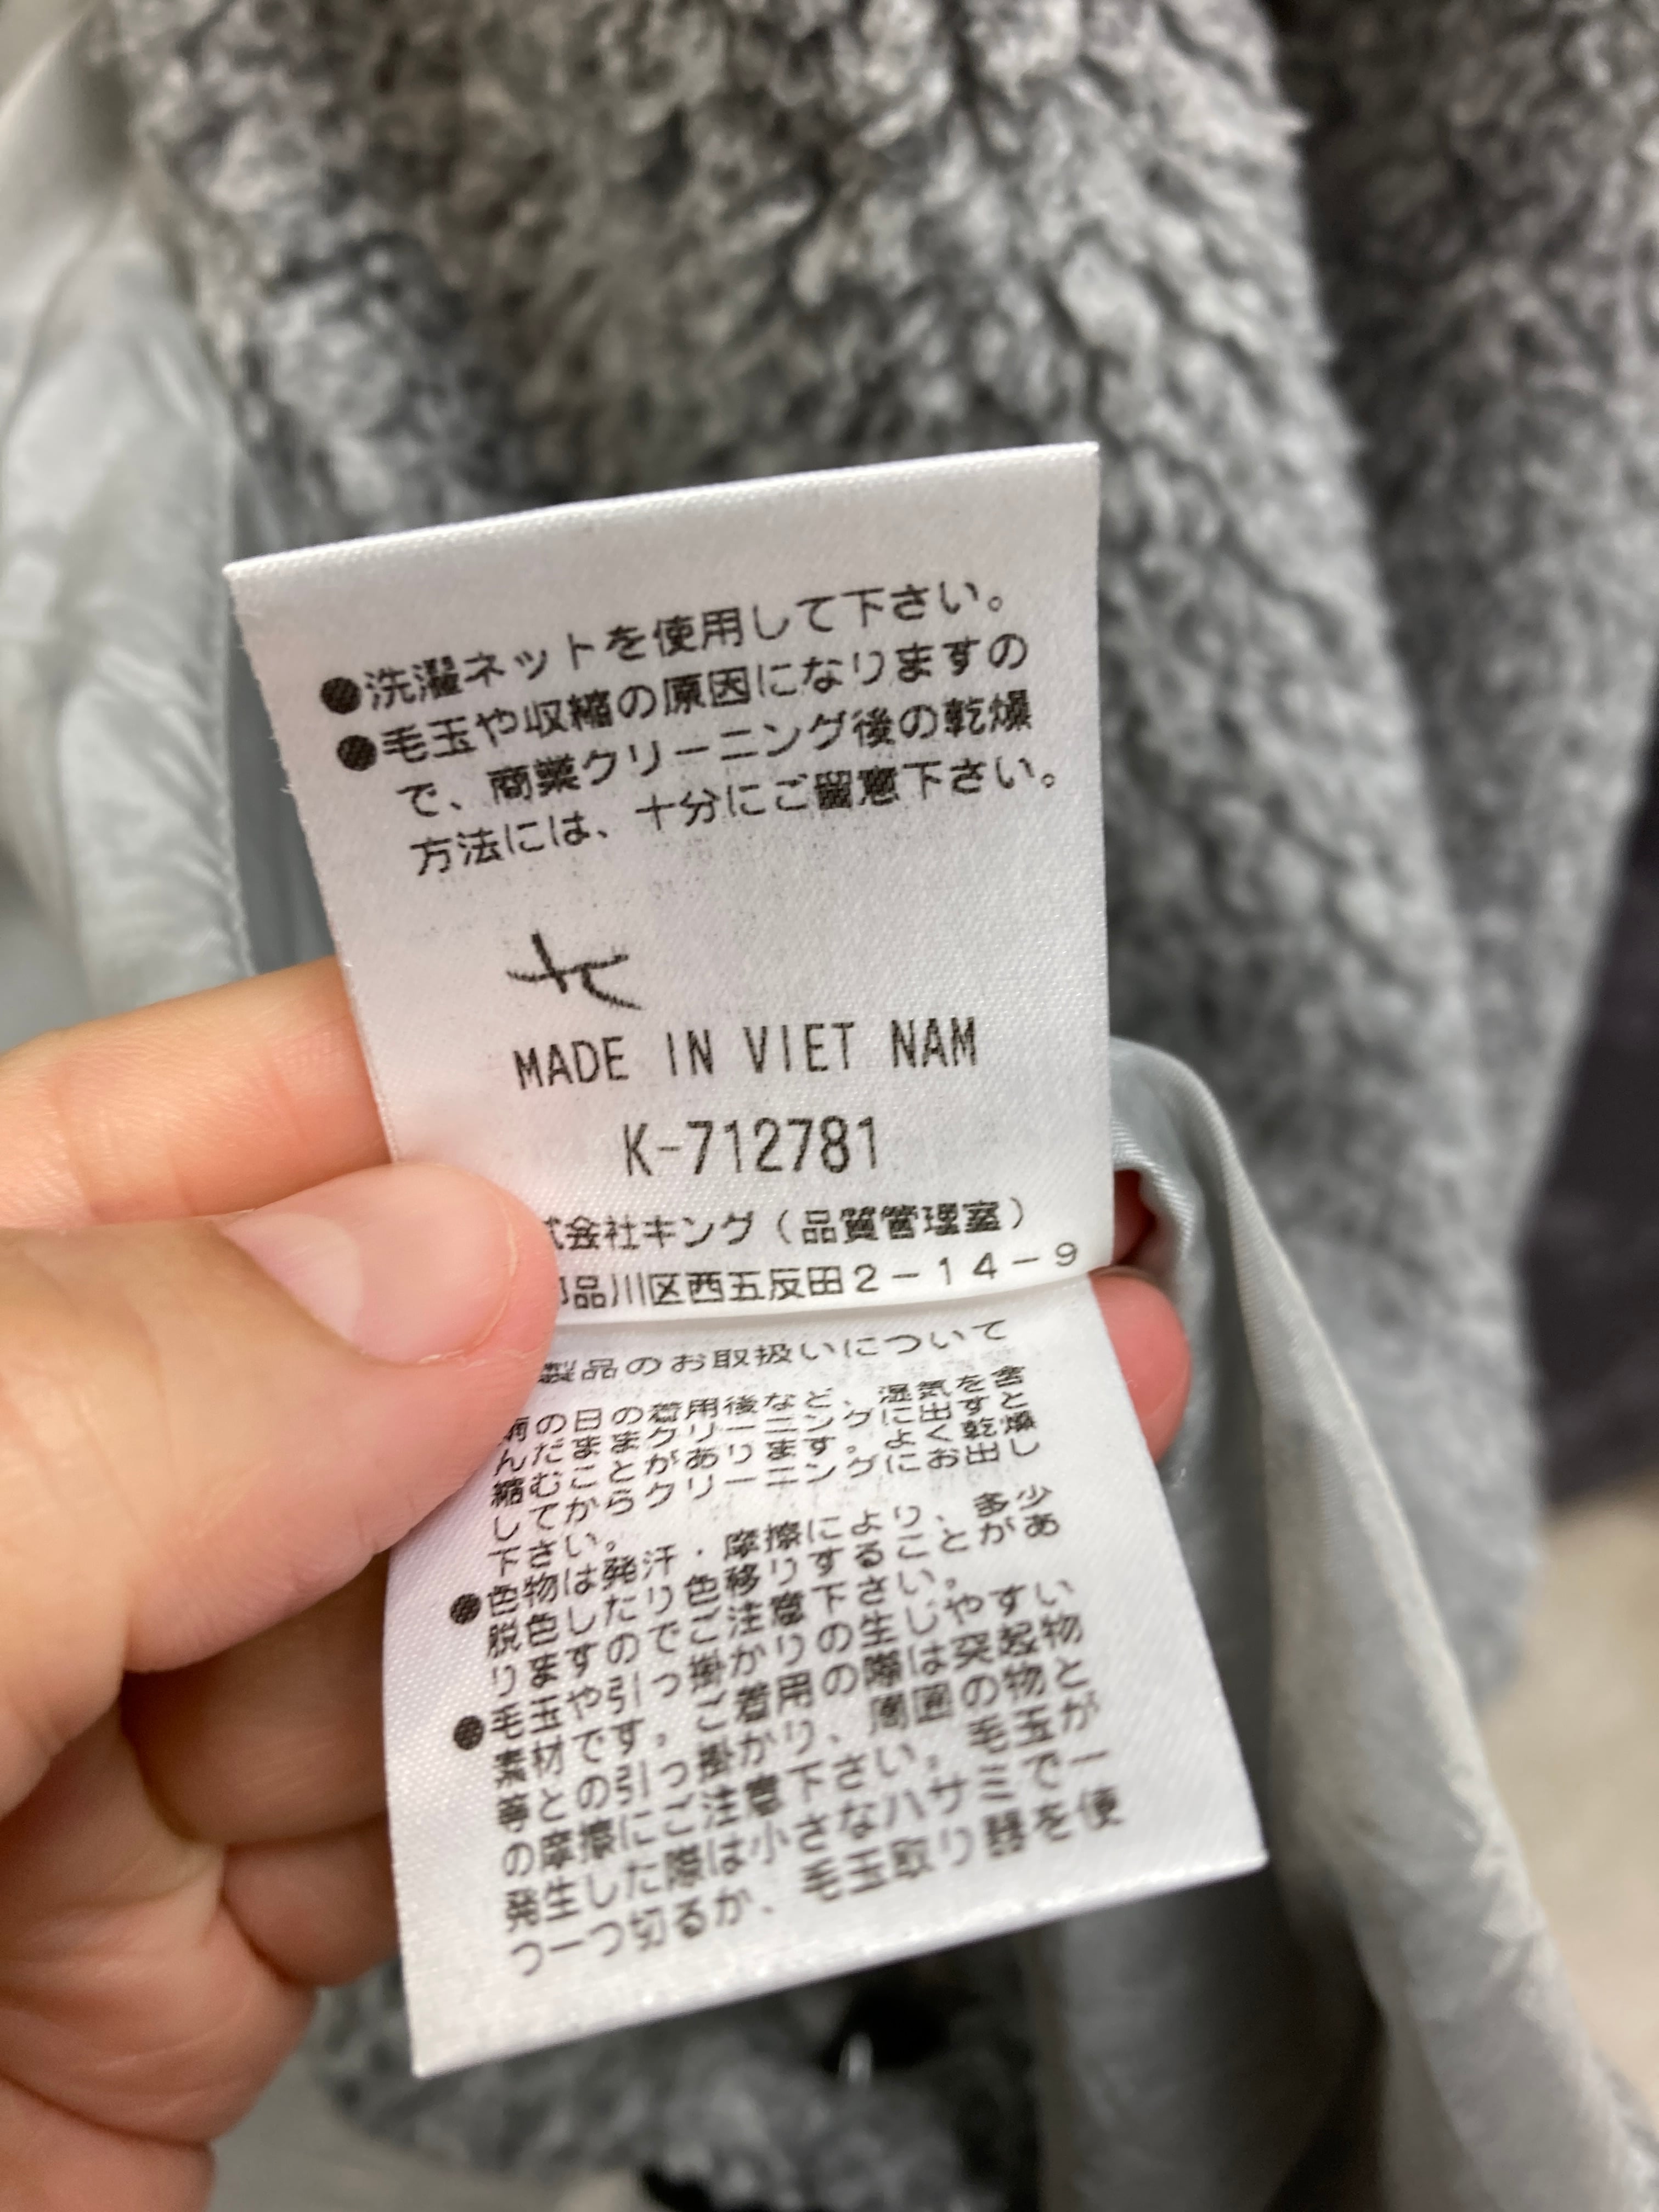 ●洗濯ネットを使用して下さい。
●毛玉や収縮の原因になりますの
で、商業クリーニング後の乾燥
方法には、十分にご留意下さい。
MADE IN VIET NAM
K-712781
式会社キング（品質管理室）
品川区西五反田2-14-9
製品のお取扱いについて
雨の日の着用後など、湿気を含
んだままクリーニングに出すと
縮むことがあります。よく乾燥
してからクリーニングにお出し
下さい。
●色物は発汗・摩擦により、多少
脱色したり色移りすることがあ
りますのでご注意下さい。
●毛玉や引っ掛かりの生じやすい
素材です。ご着用の際は突起物
等との引っ掛かり、周囲の物と
の摩擦にご注意下さい。毛玉が
発生した際は小さなハサミで一
つ一つ切るか、毛玉取り器を使